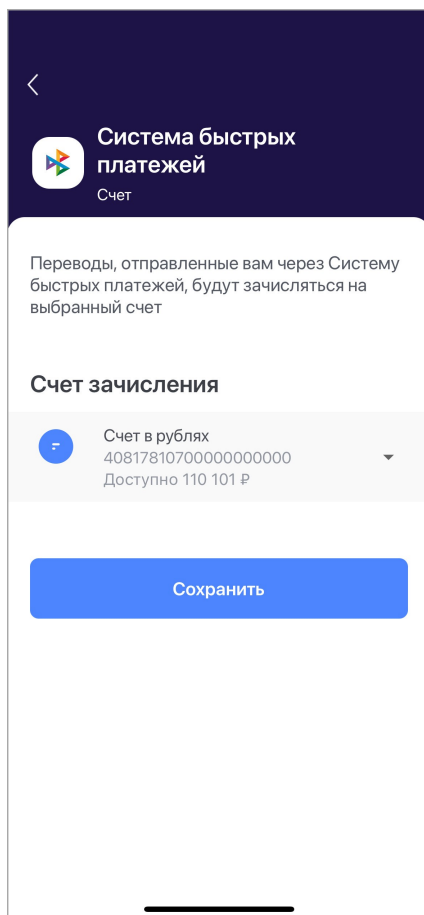 Система быстрых
платежей
Счет
Переводы, отправленные вам через Систему
быстрых платежей, будут зачисляться на
выбранный счет
Счет зачисления
Счет в рублях
40817810700000000000
Доступно 110 101 ₽
Сохранить